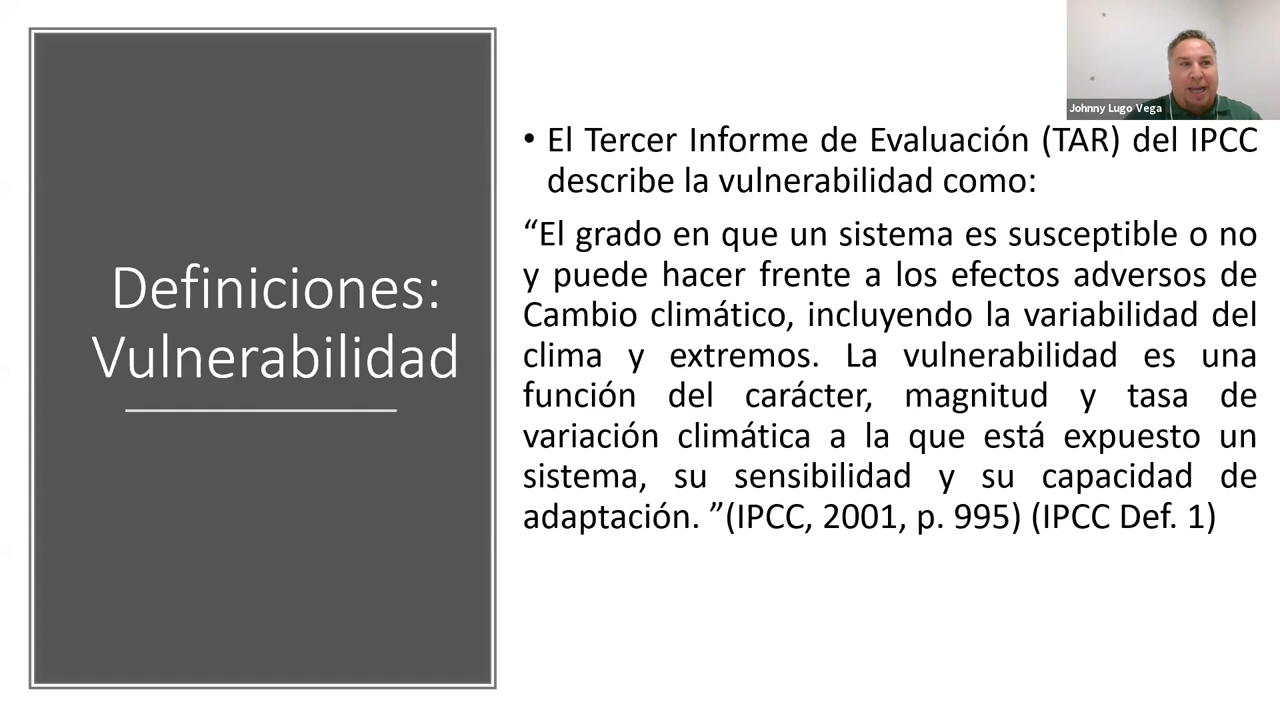 Definiciones:
Vulnerabilidad
Johnny Lugo Vega
• El Tercer Informe de Evaluación (TAR) del IPCC
describe la vulnerabilidad como:
“El grado en que un sistema es susceptible o no
y puede hacer frente a los efectos adversos de
Cambio climático, incluyendo la variabilidad del
clima y extremos. La vulnerabilidad es una
función del carácter, magnitud y tasa de
variación climática a la que está expuesto un
sistema, su sensibilidad y su capacidad de
adaptación. ”(IPCC, 2001, p. 995) (IPCC Def. 1)